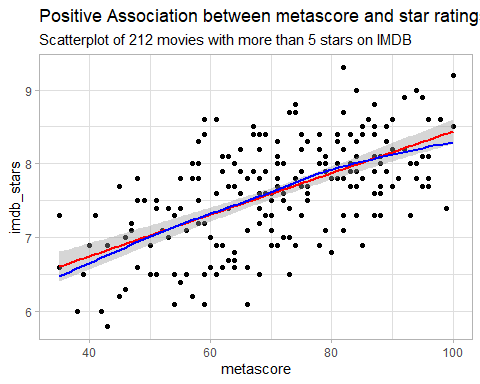 Positive Association between metascore and star rating
Scatterplot of 212 movies with more than 5 stars on IMDB
9
8
7
6
imdb_stars
40 60 80 100
metascore